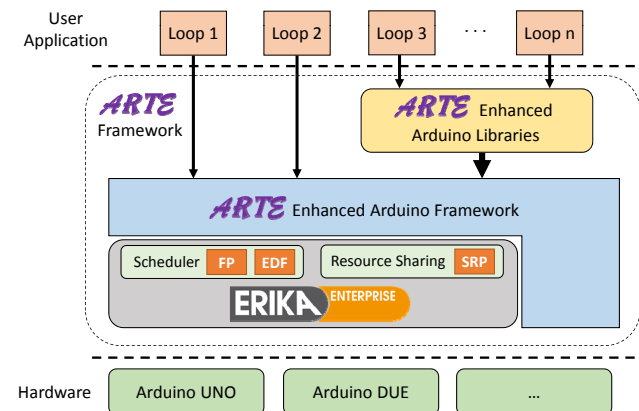 User
Application
Loop 1
Loop 2
Loop 3
. . .
Loop n
ARTE
Framework
ARTE Enhanced
Arduino Libraries
ARTE Enhanced Arduino Framework
Scheduler FP EDF
Resource Sharing SRP
ERIKA ENTERPRISE
Hardware
Arduino UNO
Arduino DUE
...